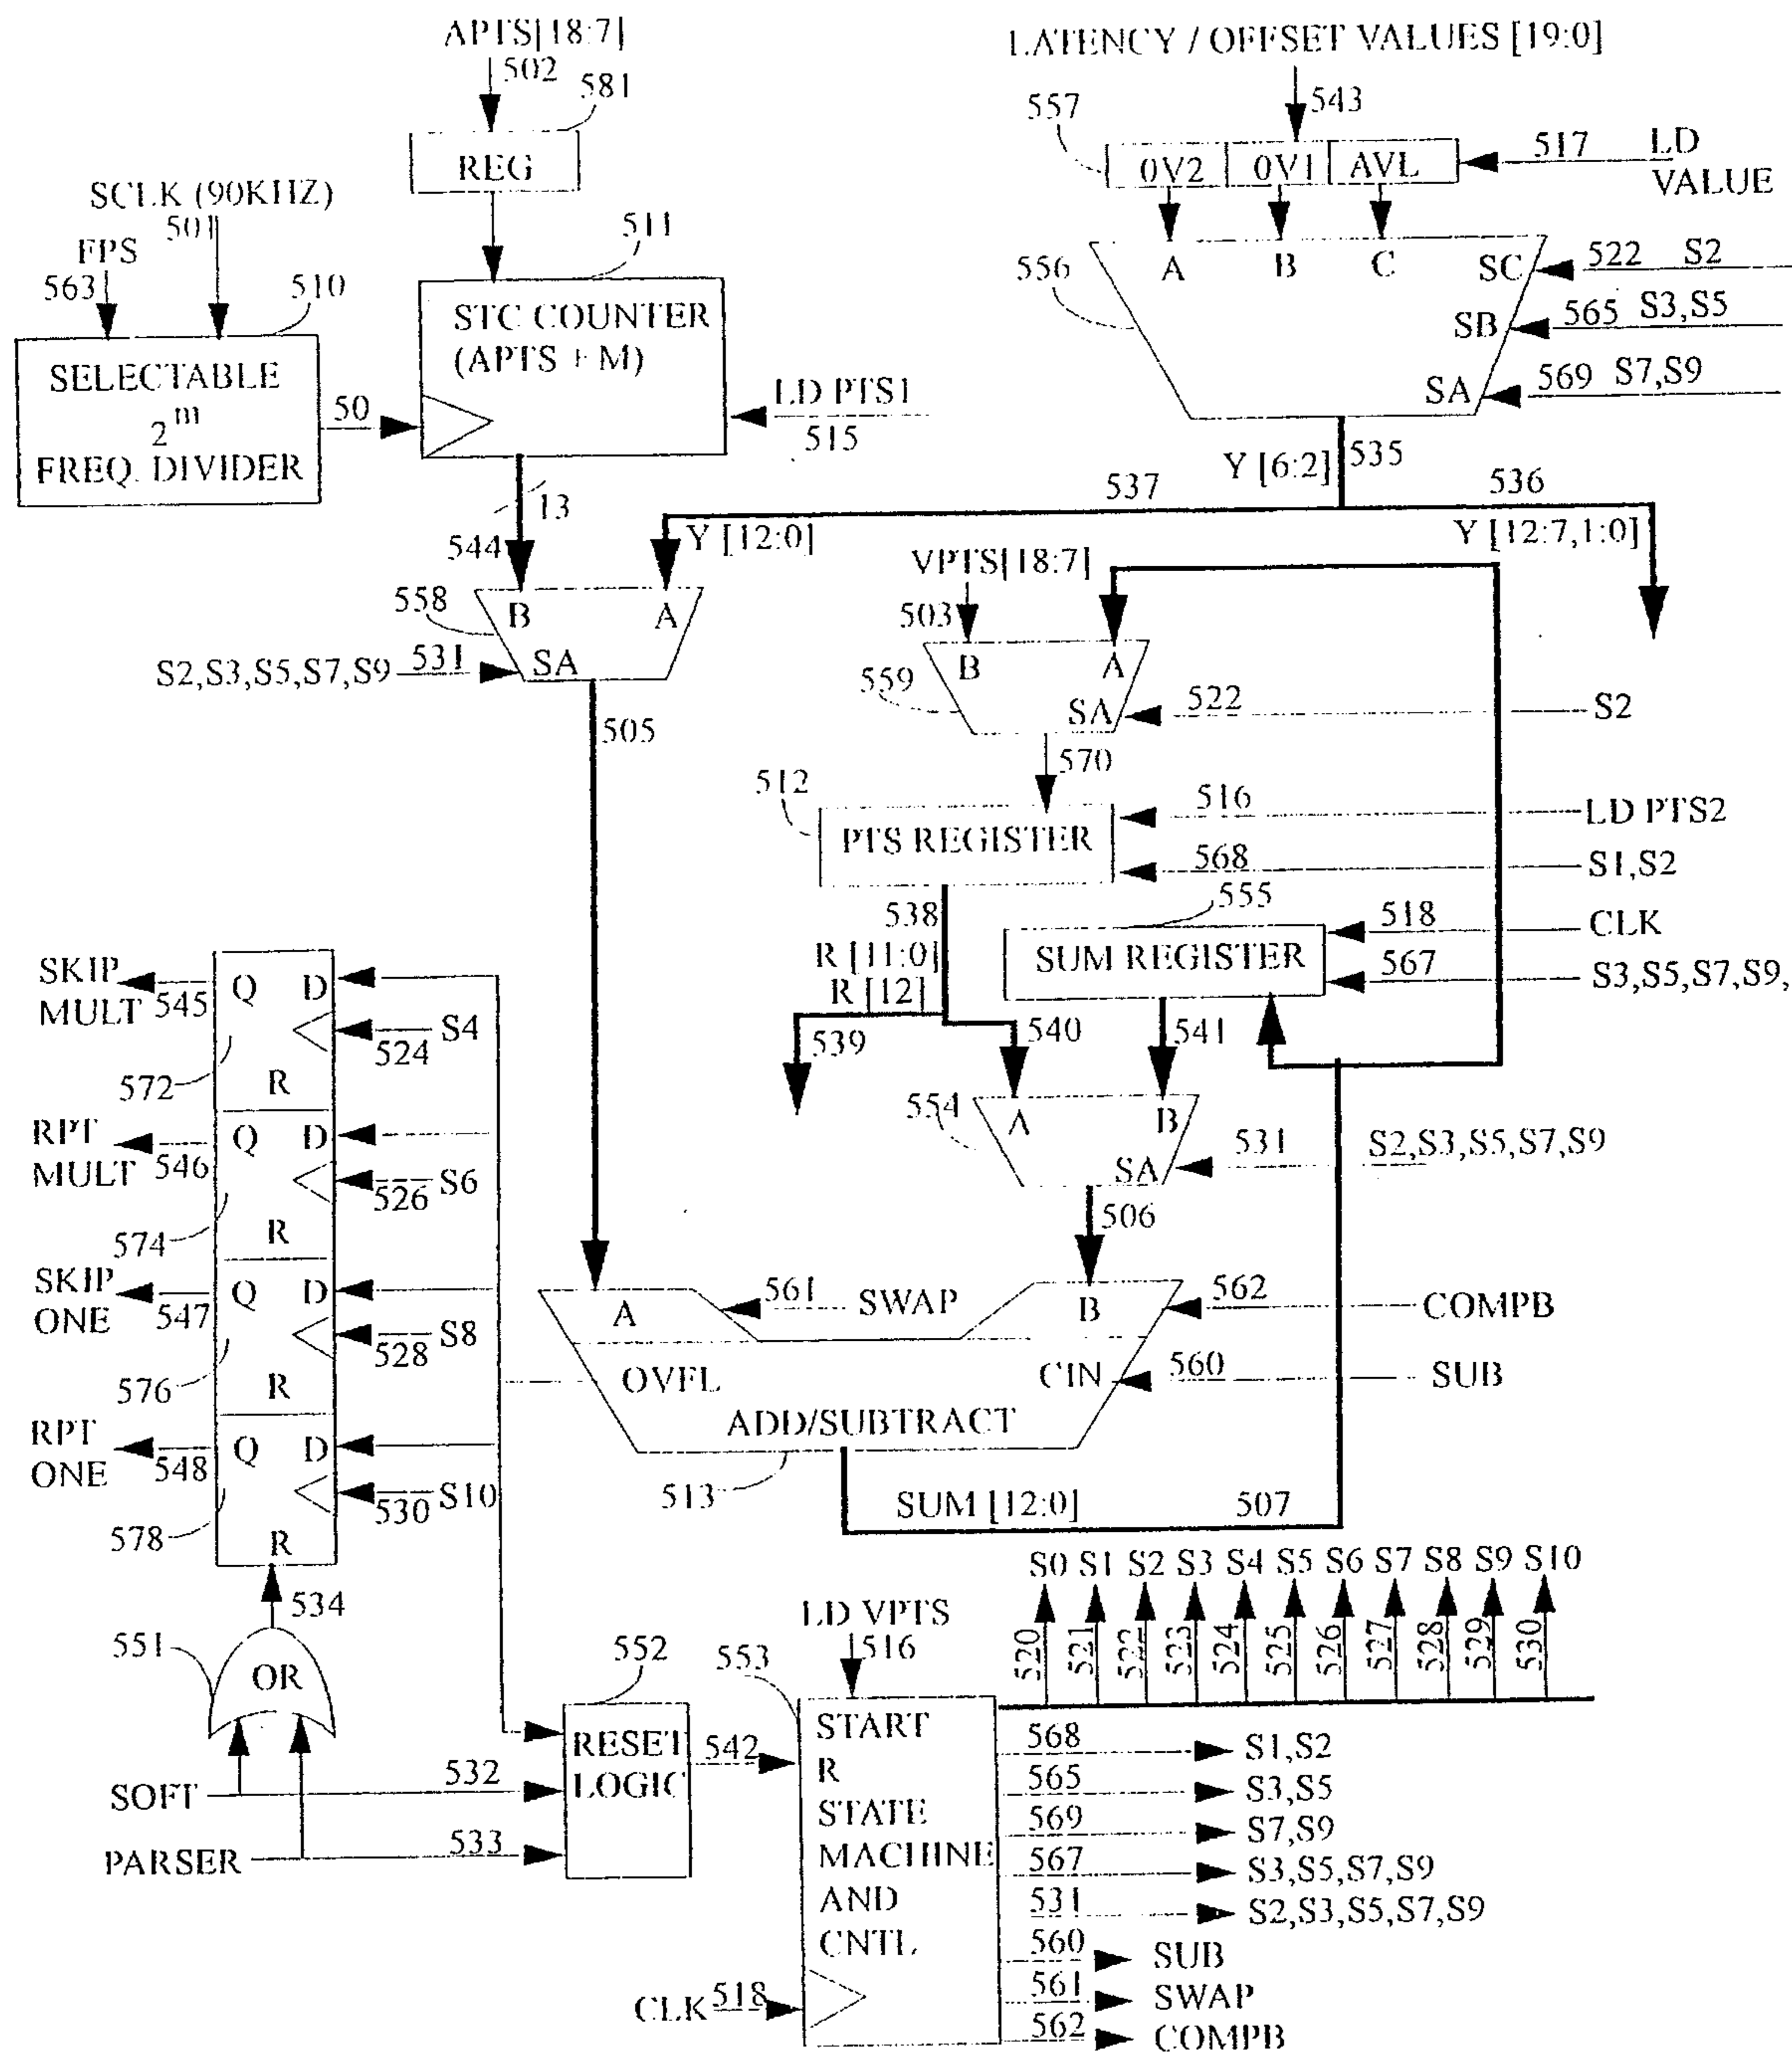 APTS[18:7]
502
581
REG
LATENCY / OFFSET VALUES [19:0]
543
557
0V2 0V1 AVL
517
LD
VALUE
SCLK (90KHZ)
501
FPS
563
510
SELECTABLE
2^m
FREQ. DIVIDER
50
511
STC COUNTER
(APTS + M)
LD PTS1
515
556
A B C SC
522 S2
SB
565 S3,S5
SA
569 S7,S9
Y [6:2] 535
537
536
Y [12:0]
Y [12:7,1:0]
13
544
558
B A
SA
S2,S3,S5,S7,S9 531
505
VPTS[18:7]
503
B A
559
SA
522
S2
570
512
PTS REGISTER
516
LD PTS2
568
S1,S2
538
555
R [11:0]
R [12]
SUM REGISTER
518
CLK
567
S3,S5,S7,S9,
539
540
541
554
A B
SA
531 S2,S3,S5,S7,S9
506
SKIP
MULT
545
Q D
S4
524
572
R
RPT
MULT
546
Q D
S6
526
574
R
SKIP
ONE
547
Q D
S8
528
576
R
RPT
ONE
548
Q D
S10
530
578
R
A
561 SWAP
B
562 COMPB
OVFL
CIN
560 SUB
ADD/SUBTRACT
513
SUM [12:0]
507
534
551
OR
SOFT
532
PARSER
533
552
RESET
LOGIC
542
LD VPTS
516
553
START
R
STATE
MACHINE
AND
CNTL
CLK 518
S0 S1 S2 S3 S4 S5 S6 S7 S8 S9 S10
520 521 522 523 524 525 526 527 528 529 530
568 S1,S2
565 S3,S5
569 S7,S9
567 S3,S5,S7,S9
531 S2,S3,S5,S7,S9
560 SUB
561 SWAP
562 COMPB